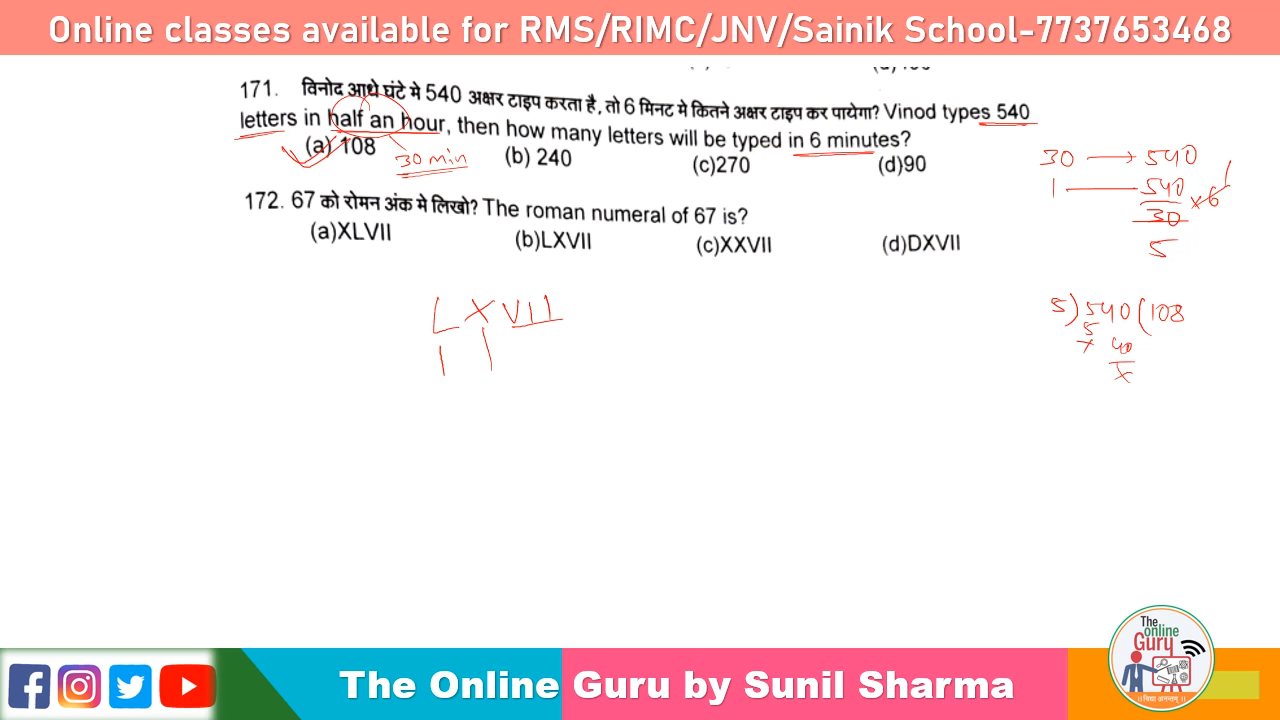 Online classes available for RMS/RIMC/JNV/Sainik School-7737653468
171. विनोद आधे घंटे मे 540 अक्षर टाइप करता है, तो 6 मिनट मे कितने अक्षर टाइप कर पायेगा? Vinod types 540
letters in half an hour, then how many letters will be typed in 6 minutes?
(a) 108 (b) 240 (c)270 (d)90
30 min
30 → 540
1 — 540/30 × 6
1
5
172. 67 को रोमन अंक मे लिखो? The roman numeral of 67 is?
(a)XLVII (b)LXVII (c)XXVII (d)DXVII
LXVII
5) 540 (108
5
× 40
×
The
online
Gury
The Online Guru by Sunil Sharma